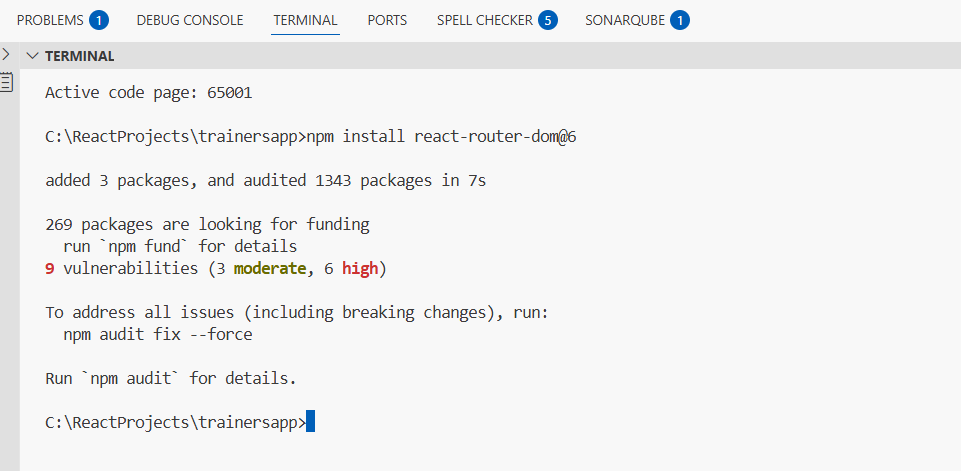 PROBLEMS 1 DEBUG CONSOLE TERMINAL PORTS SPELL CHECKER 5 SONARQUBE 1
TERMINAL
Active code page: 65001
C:\ReactProjects\trainersapp>npm install react-router-dom@6
added 3 packages, and audited 1343 packages in 7s
269 packages are looking for funding
  run `npm fund` for details
9 vulnerabilities (3 moderate, 6 high)
To address all issues (including breaking changes), run:
  npm audit fix --force
Run `npm audit` for details.
C:\ReactProjects\trainersapp>